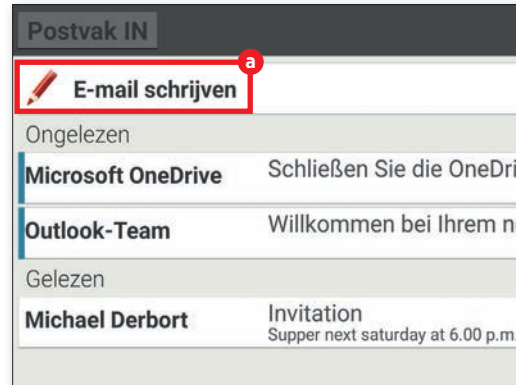 Postvak IN
a
E-mail schrijven
Ongelezen
Microsoft OneDrive Schließen Sie die OneDri
Outlook-Team Willkommen bei Ihrem n
Gelezen
Michael Derbort Invitation
Supper next saturday at 6.00 p.m.